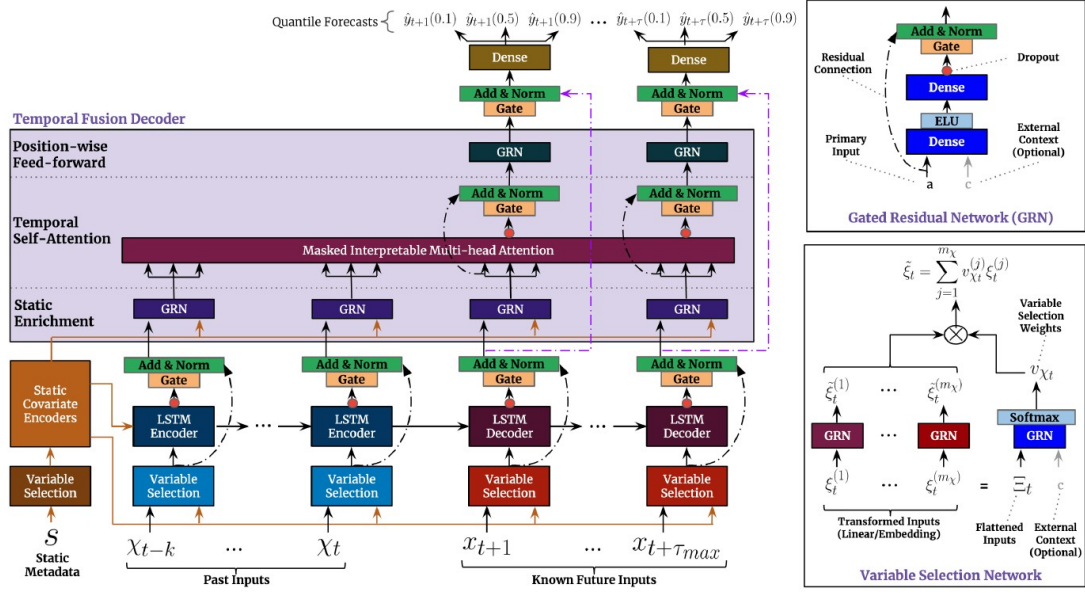 Quantile Forecasts
ŷt+1(0.1) ŷt+1(0.5) ŷt+1(0.9) ... ŷt+τ(0.1) ŷt+τ(0.5) ŷt+τ(0.9)
Dense
Dense
Add & Norm
Gate
Add & Norm
Gate
Temporal Fusion Decoder
Position-wise
Feed-forward
GRN
GRN
Temporal
Self-Attention
Add & Norm
Gate
Add & Norm
Gate
Masked Interpretable Multi-head Attention
Static
Enrichment
GRN
GRN
GRN
GRN
Add & Norm
Gate
Add & Norm
Gate
Add & Norm
Gate
Add & Norm
Gate
Static
Covariate
Encoders
LSTM
Encoder
...
LSTM
Encoder
LSTM
Decoder
...
LSTM
Decoder
Variable
Selection
Variable
Selection
Variable
Selection
Variable
Selection
Variable
Selection
s
Static
Metadata
χt−k ... χt
xt+1 ... xt+τmax
Past Inputs
Known Future Inputs
Add & Norm
Gate
Residual
Connection
Dropout
Dense
ELU
Dense
Primary
Input
External
Context
(Optional)
a
c
Gated Residual Network (GRN)
ξ̃t = ∑ j=1 mχ vχt(j) ξ̃t(j)
Variable
Selection
Weights
⊗
vχt
ξ̃t(1) ... ξ̃t(mχ)
Softmax
GRN ... GRN
GRN
ξt(1) ... ξt(mχ) = Ξt c
Transformed Inputs
(Linear/Embedding)
Flattened
Inputs
External
Context
(Optional)
Variable Selection Network